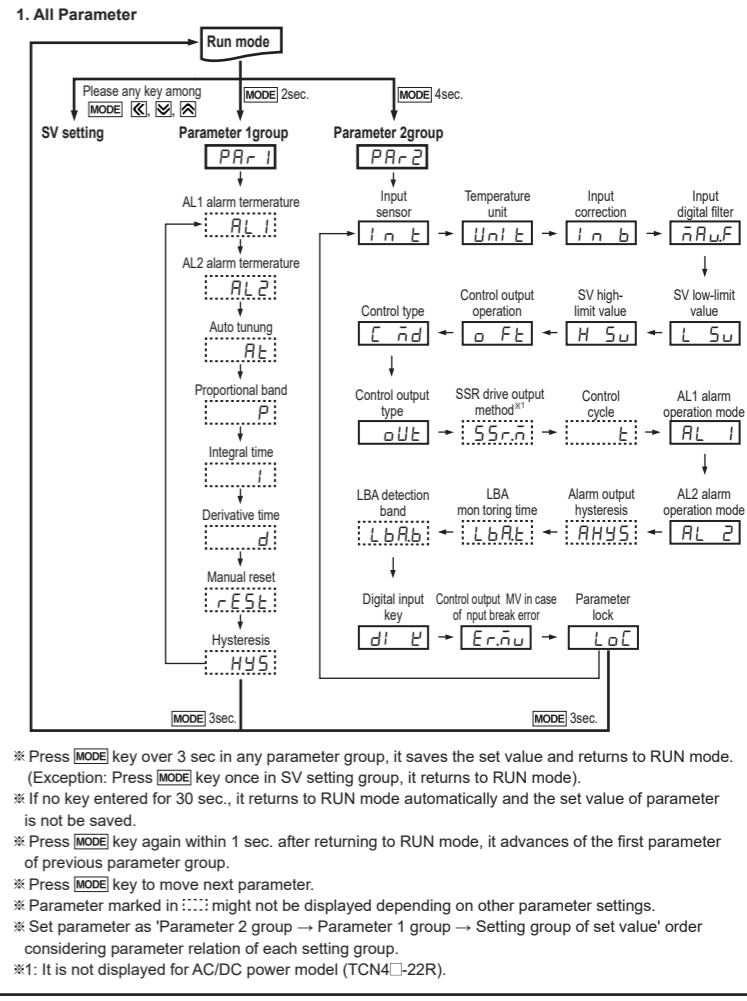 1. All Parameter
Run mode
Please any key among
MODE 《, ︾, ︽
MODE 2sec.
MODE 4sec.
SV setting
Parameter 1group
PAr1
AL1 alarm termerature
AL1
AL2 alarm termerature
AL2
Auto tunung
At
Proportional band
P
Integral time
I
Derivative time
d
Manual reset
rESt
Hysteresis
HYS
MODE 3sec.
Parameter 2group
PAr2
Input
sensor
In t
Temperature
unit
UnIt
Input
correction
In b
Input
digital filter
mAu.F
SV low-limit
value
L Su
SV high-
limit value
H Su
Control output
operation
o Ft
Control type
C md
Control output
type
oUt
SSR drive output
method※1
SSr.m
Control
cycle
t
AL1 alarm
operation mode
AL 1
AL2 alarm
operation mode
AL 2
Alarm output
hysteresis
AHYS
LBA
mon toring time
LbA.t
LBA detection
band
LbA.b
Digital input
key
dI K
Control output MV in case
of nput break error
Er.mu
Parameter
lock
LoC
MODE 3sec.
※ Press MODE key over 3 sec in any parameter group, it saves the set value and returns to RUN mode.
(Exception: Press MODE key once in SV setting group, it returns to RUN mode).
※ If no key entered for 30 sec., it returns to RUN mode automatically and the set value of parameter
is not be saved.
※ Press MODE key again within 1 sec. after returning to RUN mode, it advances of the first parameter
of previous parameter group.
※ Press MODE key to move next parameter.
※ Parameter marked in might not be displayed depending on other parameter settings.
※ Set parameter as 'Parameter 2 group → Parameter 1 group → Setting group of set value' order
considering parameter relation of each setting group.
※1: It is not displayed for AC/DC power model (TCN4□-22R).